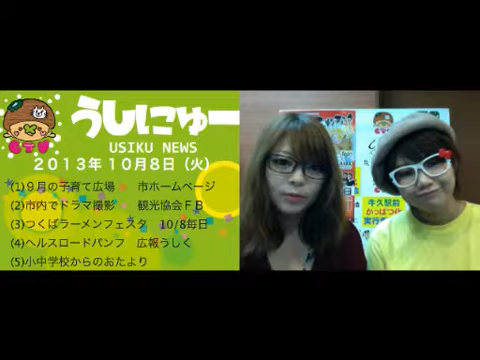 うしにゅー
USIKU NEWS
2013年10月8日(火)
(1)9月の子育て広場 市ホームページ
(2)市内でドラマ撮影 観光協会FB
(3)つくばラーメンフェスタ 10/8毎日
(4)ヘルスロードパンフ 広報うしく
(5)小中学校からのおたより
牛久駅前
かっぱつ化
実行